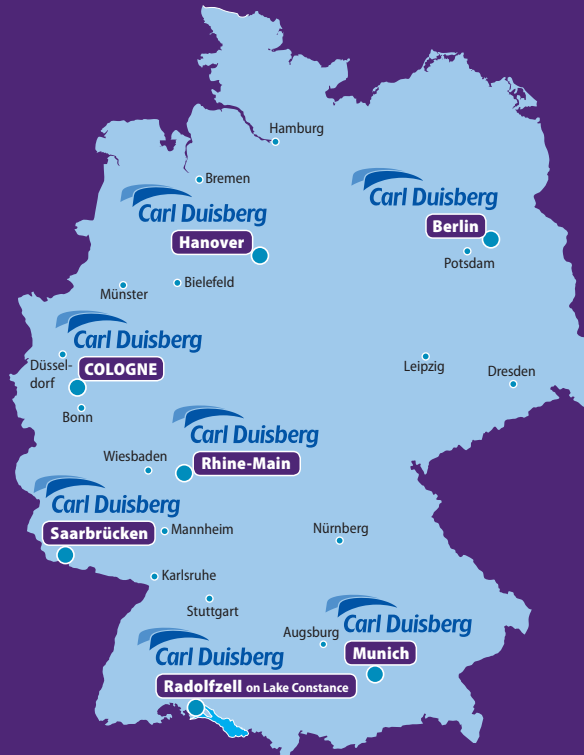 Hamburg
Bremen
Carl Duisberg
Hanover
Carl Duisberg
Berlin
Potsdam
Bielefeld
Münster
Carl Duisberg
Düssel-
dorf
COLOGNE
Bonn
Leipzig
Dresden
Carl Duisberg
Rhine-Main
Wiesbaden
Carl Duisberg
Saarbrücken
Mannheim
Nürnberg
Karlsruhe
Stuttgart
Augsburg
Carl Duisberg
Munich
Carl Duisberg
Radolfzell on Lake Constance